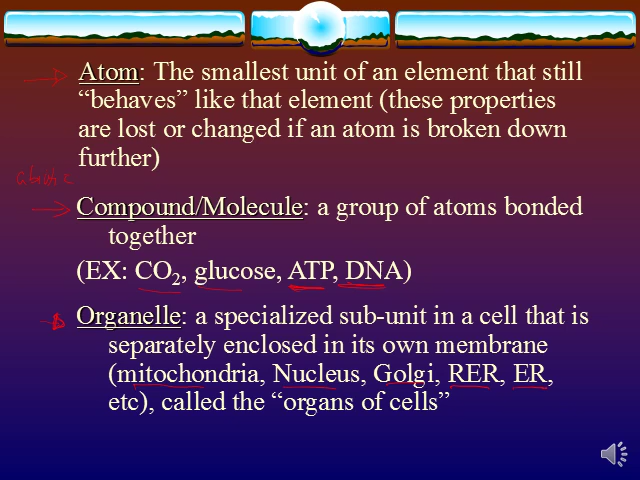 Atom: The smallest unit of an element that still
“behaves” like that element (these properties
are lost or changed if an atom is broken down
further)
Compound/Molecule: a group of atoms bonded
together
(EX: CO₂, glucose, ATP, DNA)
Organelle: a specialized sub-unit in a cell that is
separately enclosed in its own membrane
(mitochondria, Nucleus, Golgi, RER, ER,
etc), called the “organs of cells”